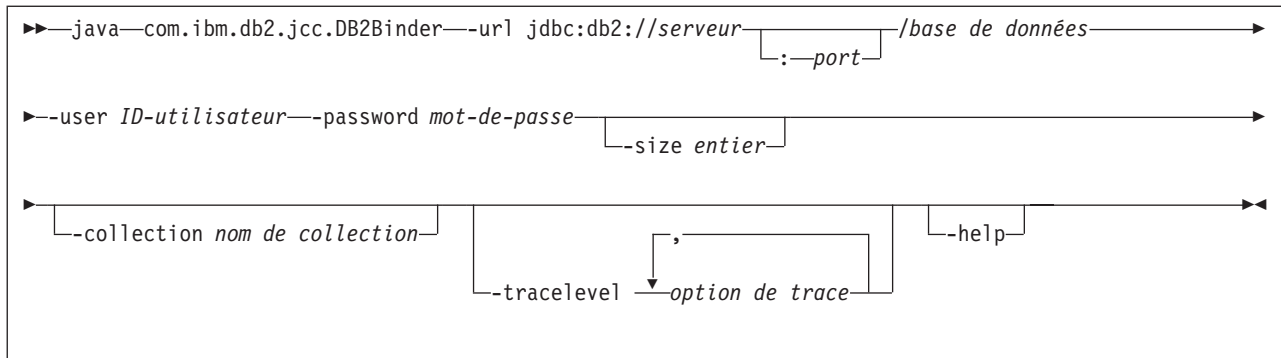 java com.ibm.db2.jcc.DB2Binder -url jdbc:db2://serveur /base de données
: port
-user ID-utilisateur -password mot-de-passe
-size entier
-collection nom de collection -help
,
-tracelevel option de trace